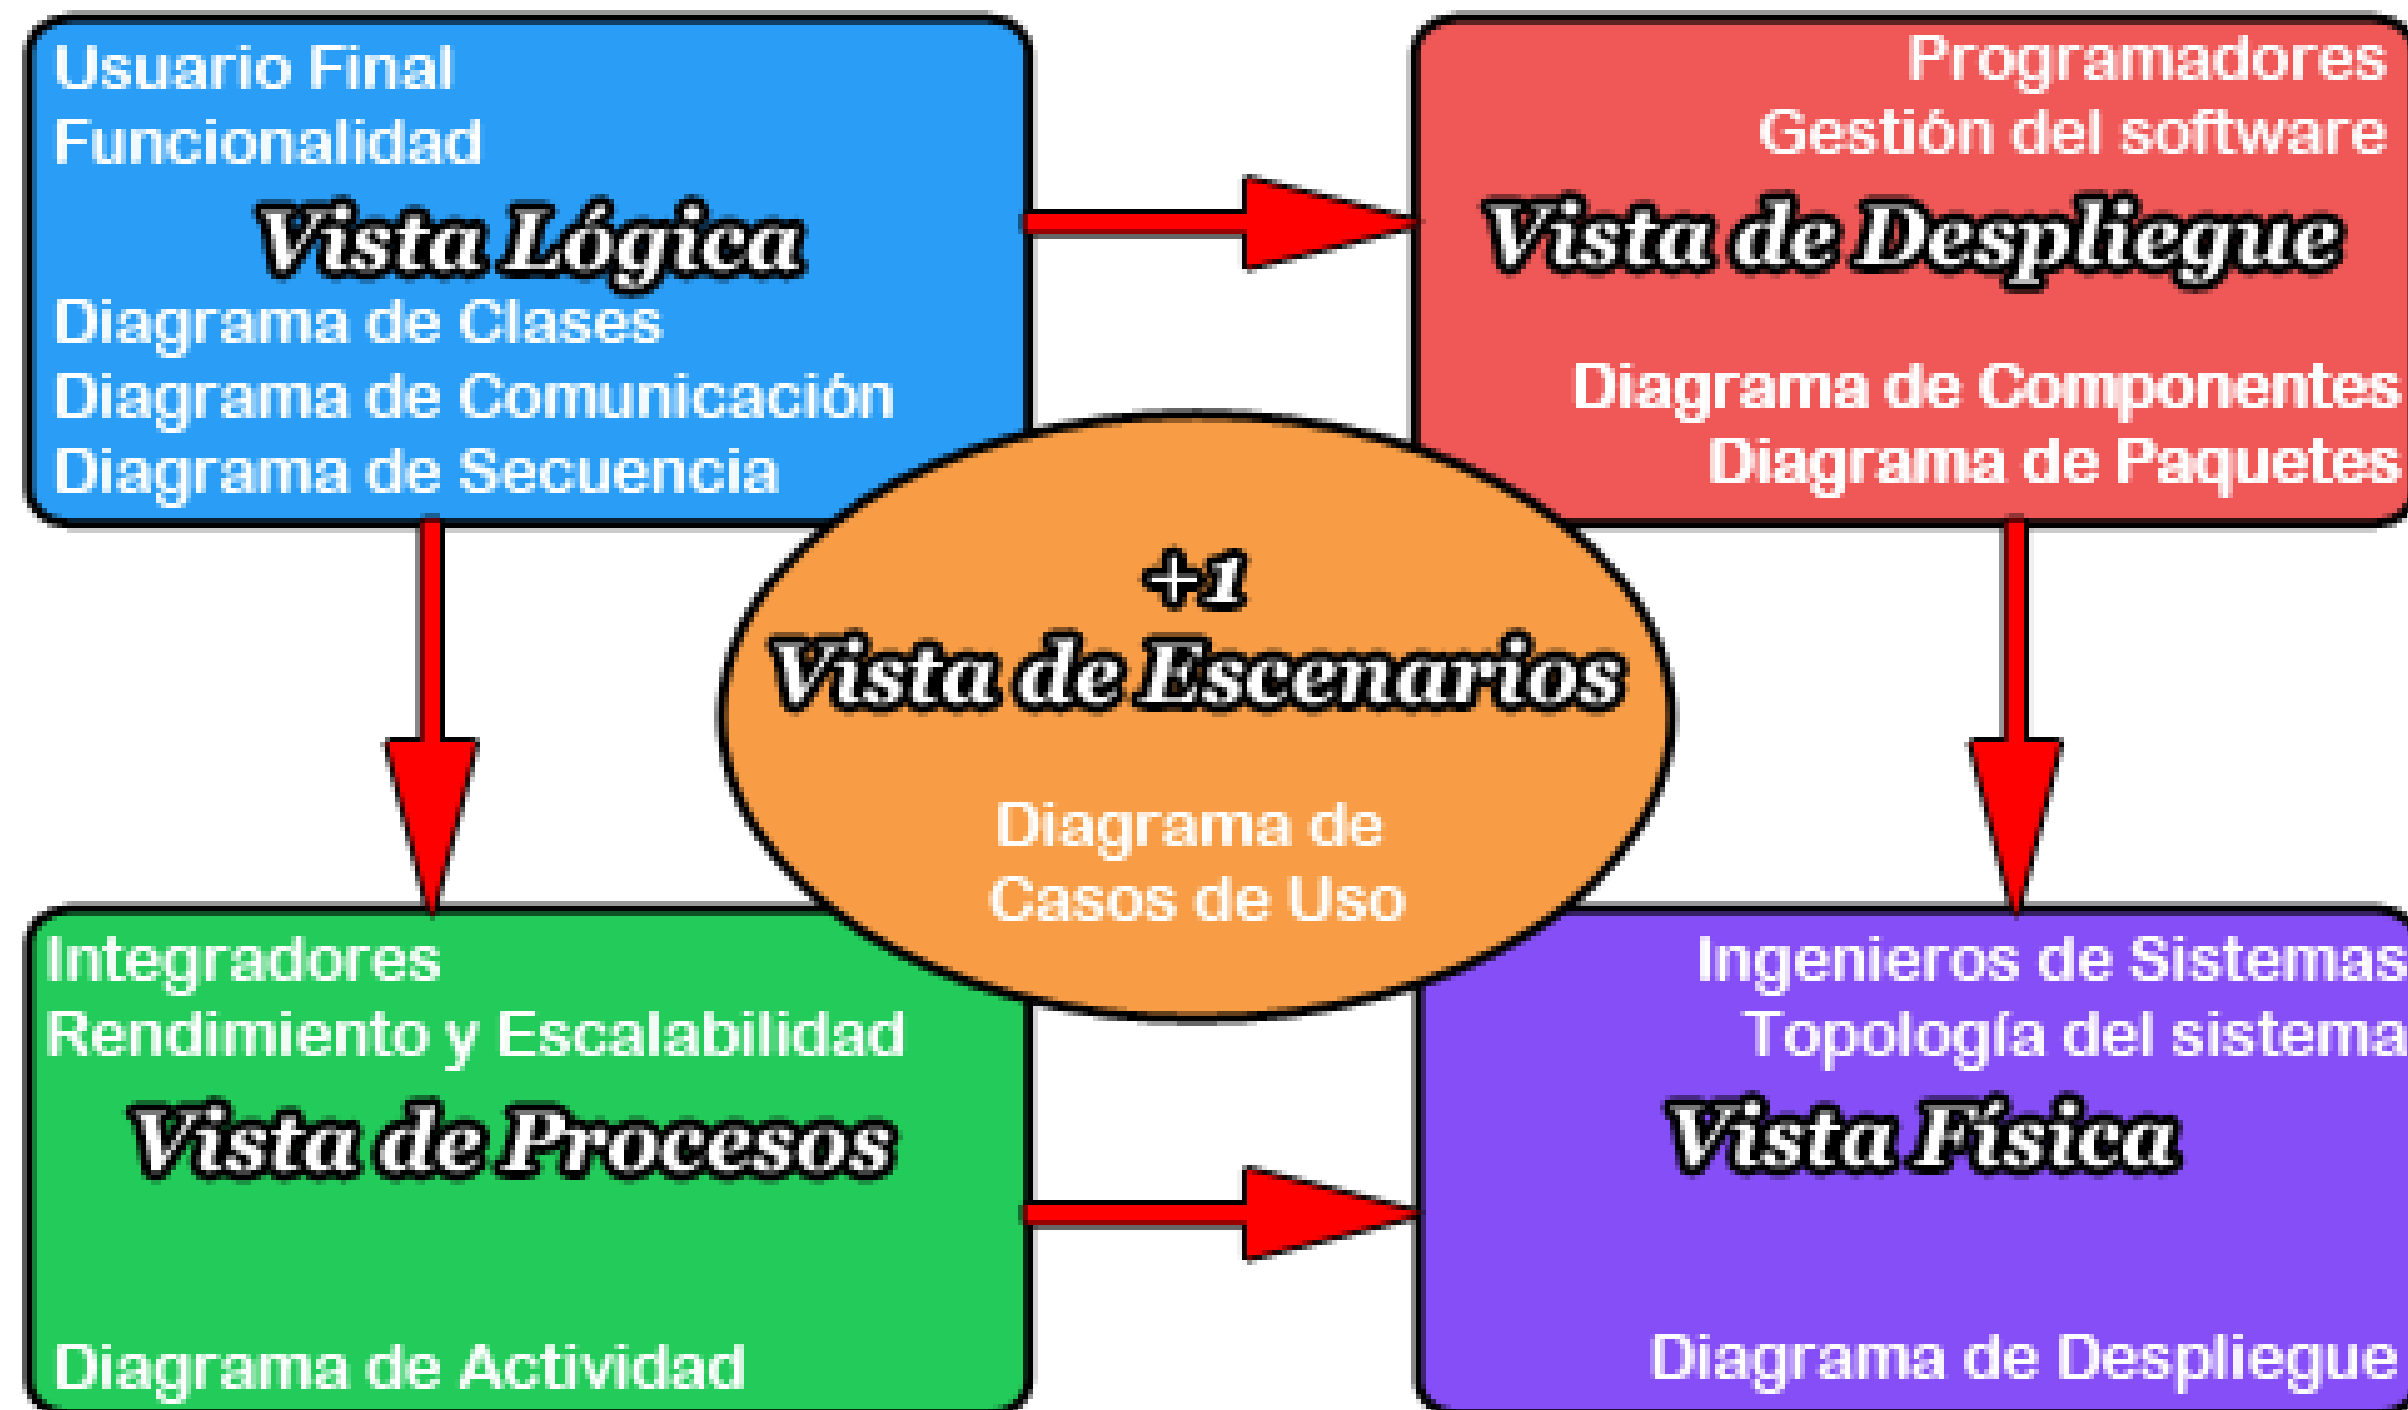 Usuario Final
Funcionalidad
Vista Lógica
Diagrama de Clases
Diagrama de Comunicación
Diagrama de Secuencia
Programadores
Gestión del software
Vista de Despliegue
Diagrama de Componentes
Diagrama de Paquetes
+1
Vista de Escenarios
Diagrama de
Casos de Uso
Integradores
Rendimiento y Escalabilidad
Vista de Procesos
Diagrama de Actividad
Ingenieros de Sistemas
Topología del sistema
Vista Física
Diagrama de Despliegue